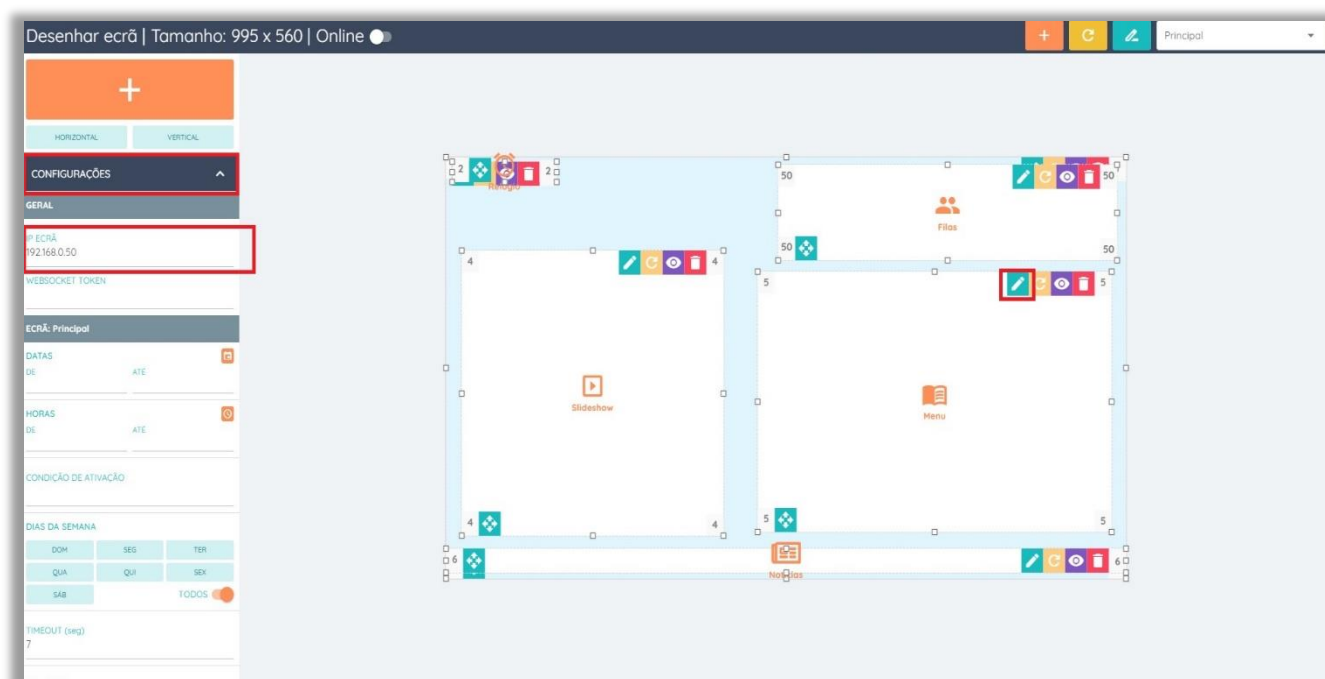 Desenhar ecrã | Tamanho: 995 x 560 | Online
Principal
HORIZONTAL
VERTICAL
CONFIGURAÇÕES
GERAL
IP ECRÃ
192.168.0.50
WEBSOCKET TOKEN
ECRÃ: Principal
DATAS
DE
ATÉ
HORAS
DE
ATÉ
CONDIÇÃO DE ATIVAÇÃO
DIAS DA SEMANA
DOM SEG TER
QUA QUI SEX
SÁB TODOS
TIMEOUT (seg)
7
2 2
Relógio
50 50
Filas
50 50
4 4
Slideshow
4 4
5 5
Menu
5 5
6 6
Notícias